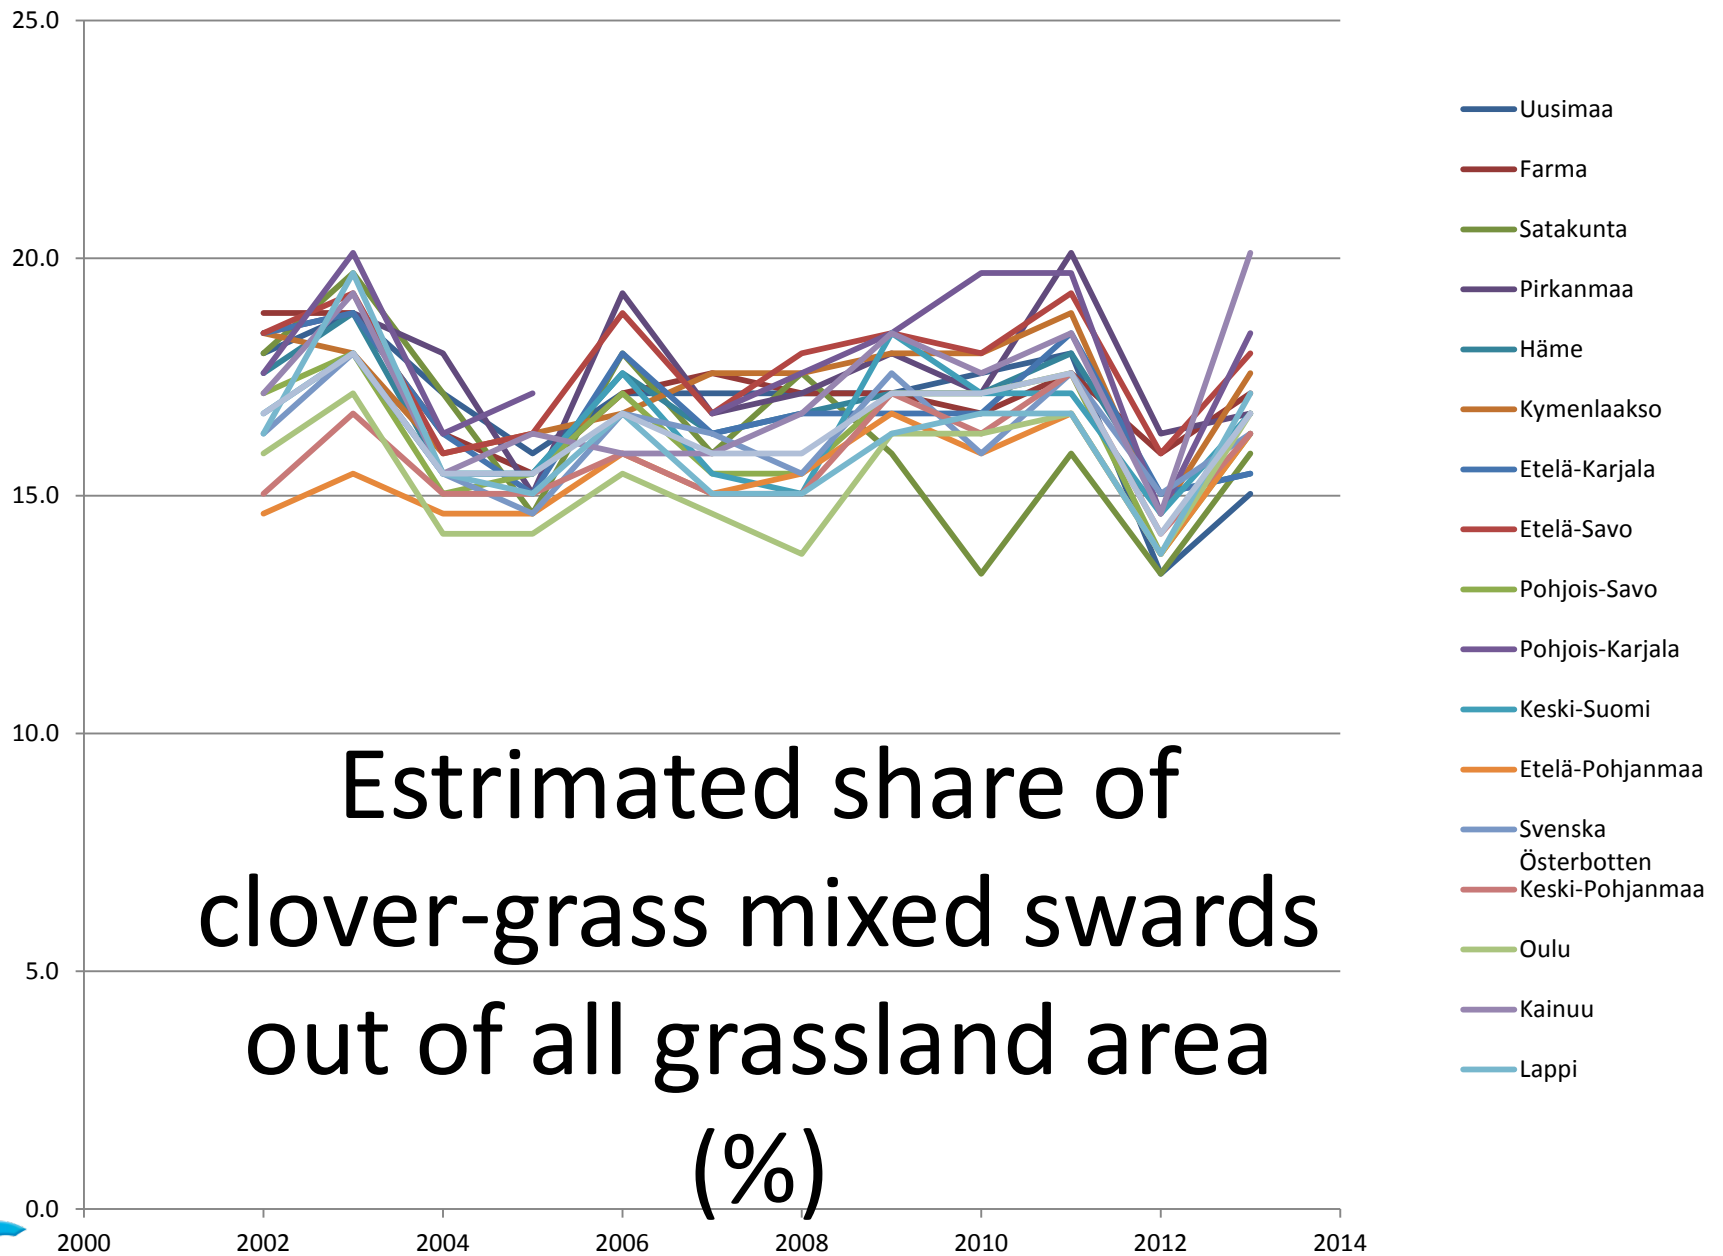 25.0
20.0
15.0
10.0
5.0
0.0
2000
2002
2004
2006
2008
2010
2012
2014
Estrimated share of
clover-grass mixed swards
out of all grassland area
(%)
Uusimaa
Farma
Satakunta
Pirkanmaa
Häme
Kymenlaakso
Etelä-Karjala
Etelä-Savo
Pohjois-Savo
Pohjois-Karjala
Keski-Suomi
Etelä-Pohjanmaa
Svenska
Österbotten
Keski-Pohjanmaa
Oulu
Kainuu
Lappi